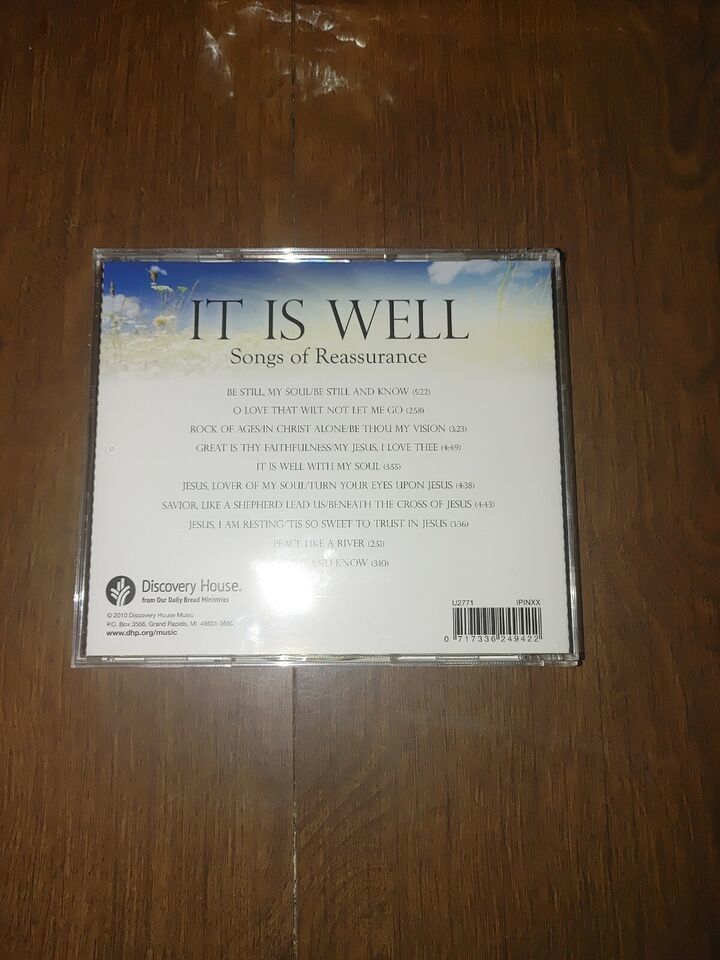 IT IS WELL
Songs of Reassurance
BE STILL, MY SOUL/BE STILL AND KNOW (5:22)
O LOVE THAT WILT NOT LET ME GO (2:58)
ROCK OF AGES/IN CHRIST ALONE/BE THOU MY VISION (3:23)
GREAT IS THY FAITHFULNESS/MY JESUS, I LOVE THEE (4:49)
IT IS WELL WITH MY SOUL (3:55)
JESUS, LOVER OF MY SOUL/TURN YOUR EYES UPON JESUS (4:38)
SAVIOR, LIKE A SHEPHERD LEAD US/BENEATH THE CROSS OF JESUS (4:43)
JESUS, I AM RESTING/'TIS SO SWEET TO TRUST IN JESUS (3:36)
PEACE LIKE A RIVER (2:51)
AND KNOW (3:10)
Discovery House®
from Our Daily Bread Ministries
© 2010 Discovery House Music
P.O. Box 3566, Grand Rapids, MI 49501-3566
www.dhp.org/music
U2771 IPINXX
0 717336 249422